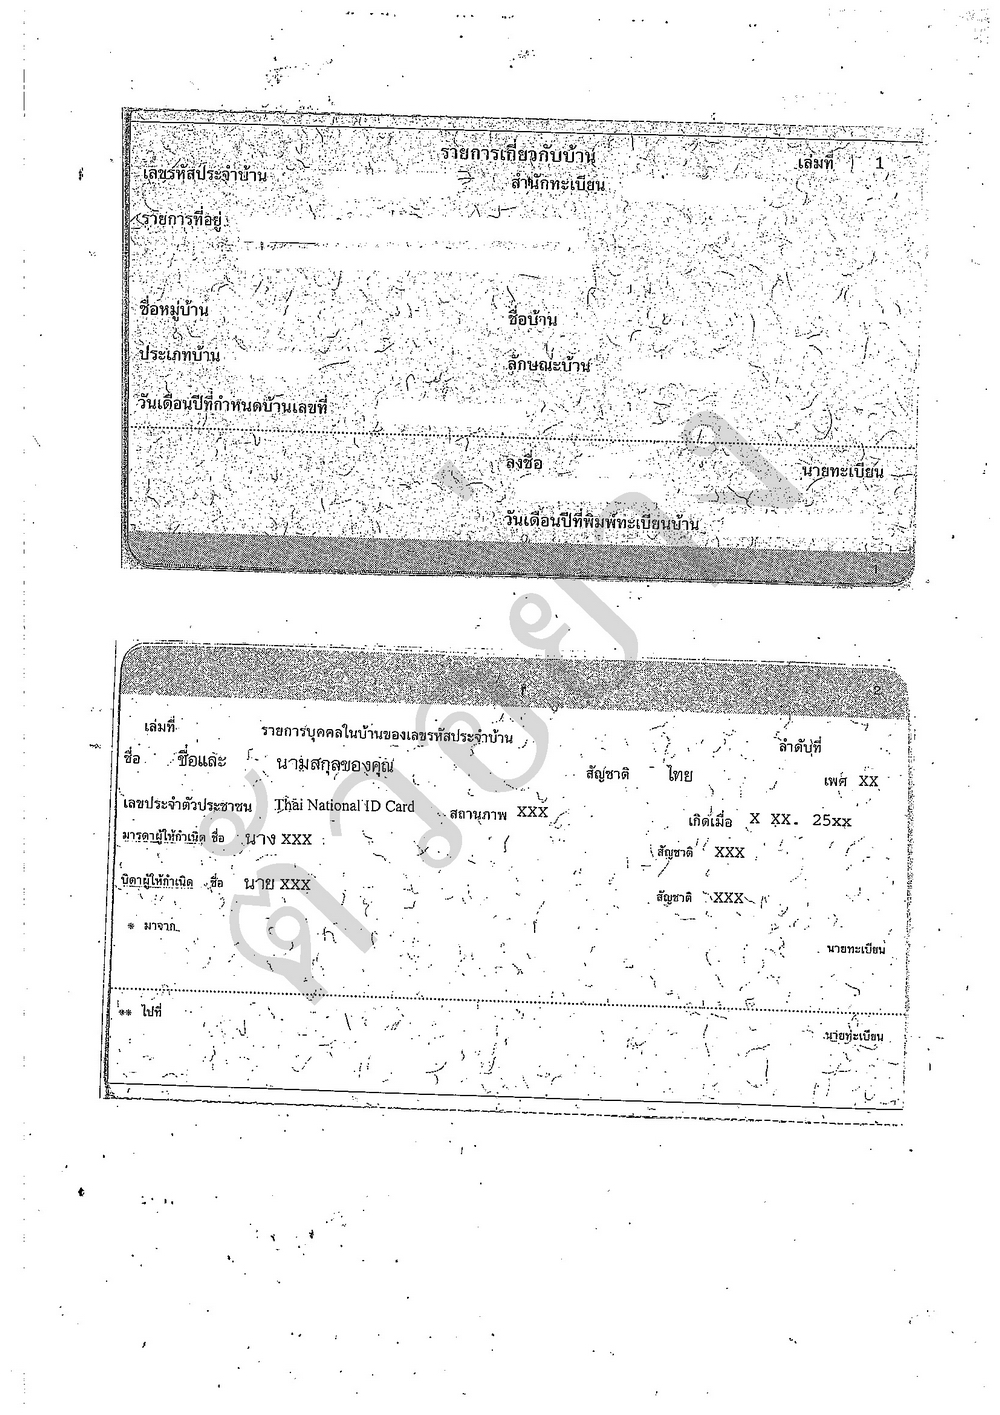 รายการเกี่ยวกับบ้าน เล่มที่ 1
เลขรหัสประจำบ้าน สำนักทะเบียน
รายการที่อยู่
ชื่อหมู่บ้าน ชื่อบ้าน
ประเภทบ้าน ลักษณะบ้าน
วันเดือนปีที่กำหนดบ้านเลขที่
ลงชื่อ นายทะเบียน
วันเดือนปีที่พิมพ์ทะเบียนบ้าน
1
ตัวอย่าง
2
เล่มที่ รายการบุคคลในบ้านของเลขรหัสประจำบ้าน ลำดับที่
ชื่อ ชื่อและ นามสกุลของคุณ สัญชาติ ไทย เพศ XX
เลขประจำตัวประชาชน Thai National ID Card สถานภาพ XXX เกิดเมื่อ X XX. 25xx
มารดาผู้ให้กำเนิด ชื่อ นาง XXX สัญชาติ XXX
บิดาผู้ให้กำเนิด ชื่อ นาย XXX สัญชาติ XXX
* มาจาก
นายทะเบียน
** ไปที่
นายทะเบียน